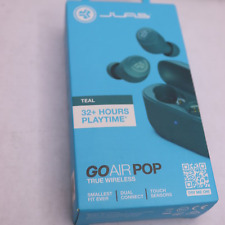 JLAB
TEAL
32+ HOURS
PLAYTIME*
GO AIR POP
TRUE WIRELESS
SMALLEST
FIT EVER
DUAL
CONNECT
TOUCH
SENSORS